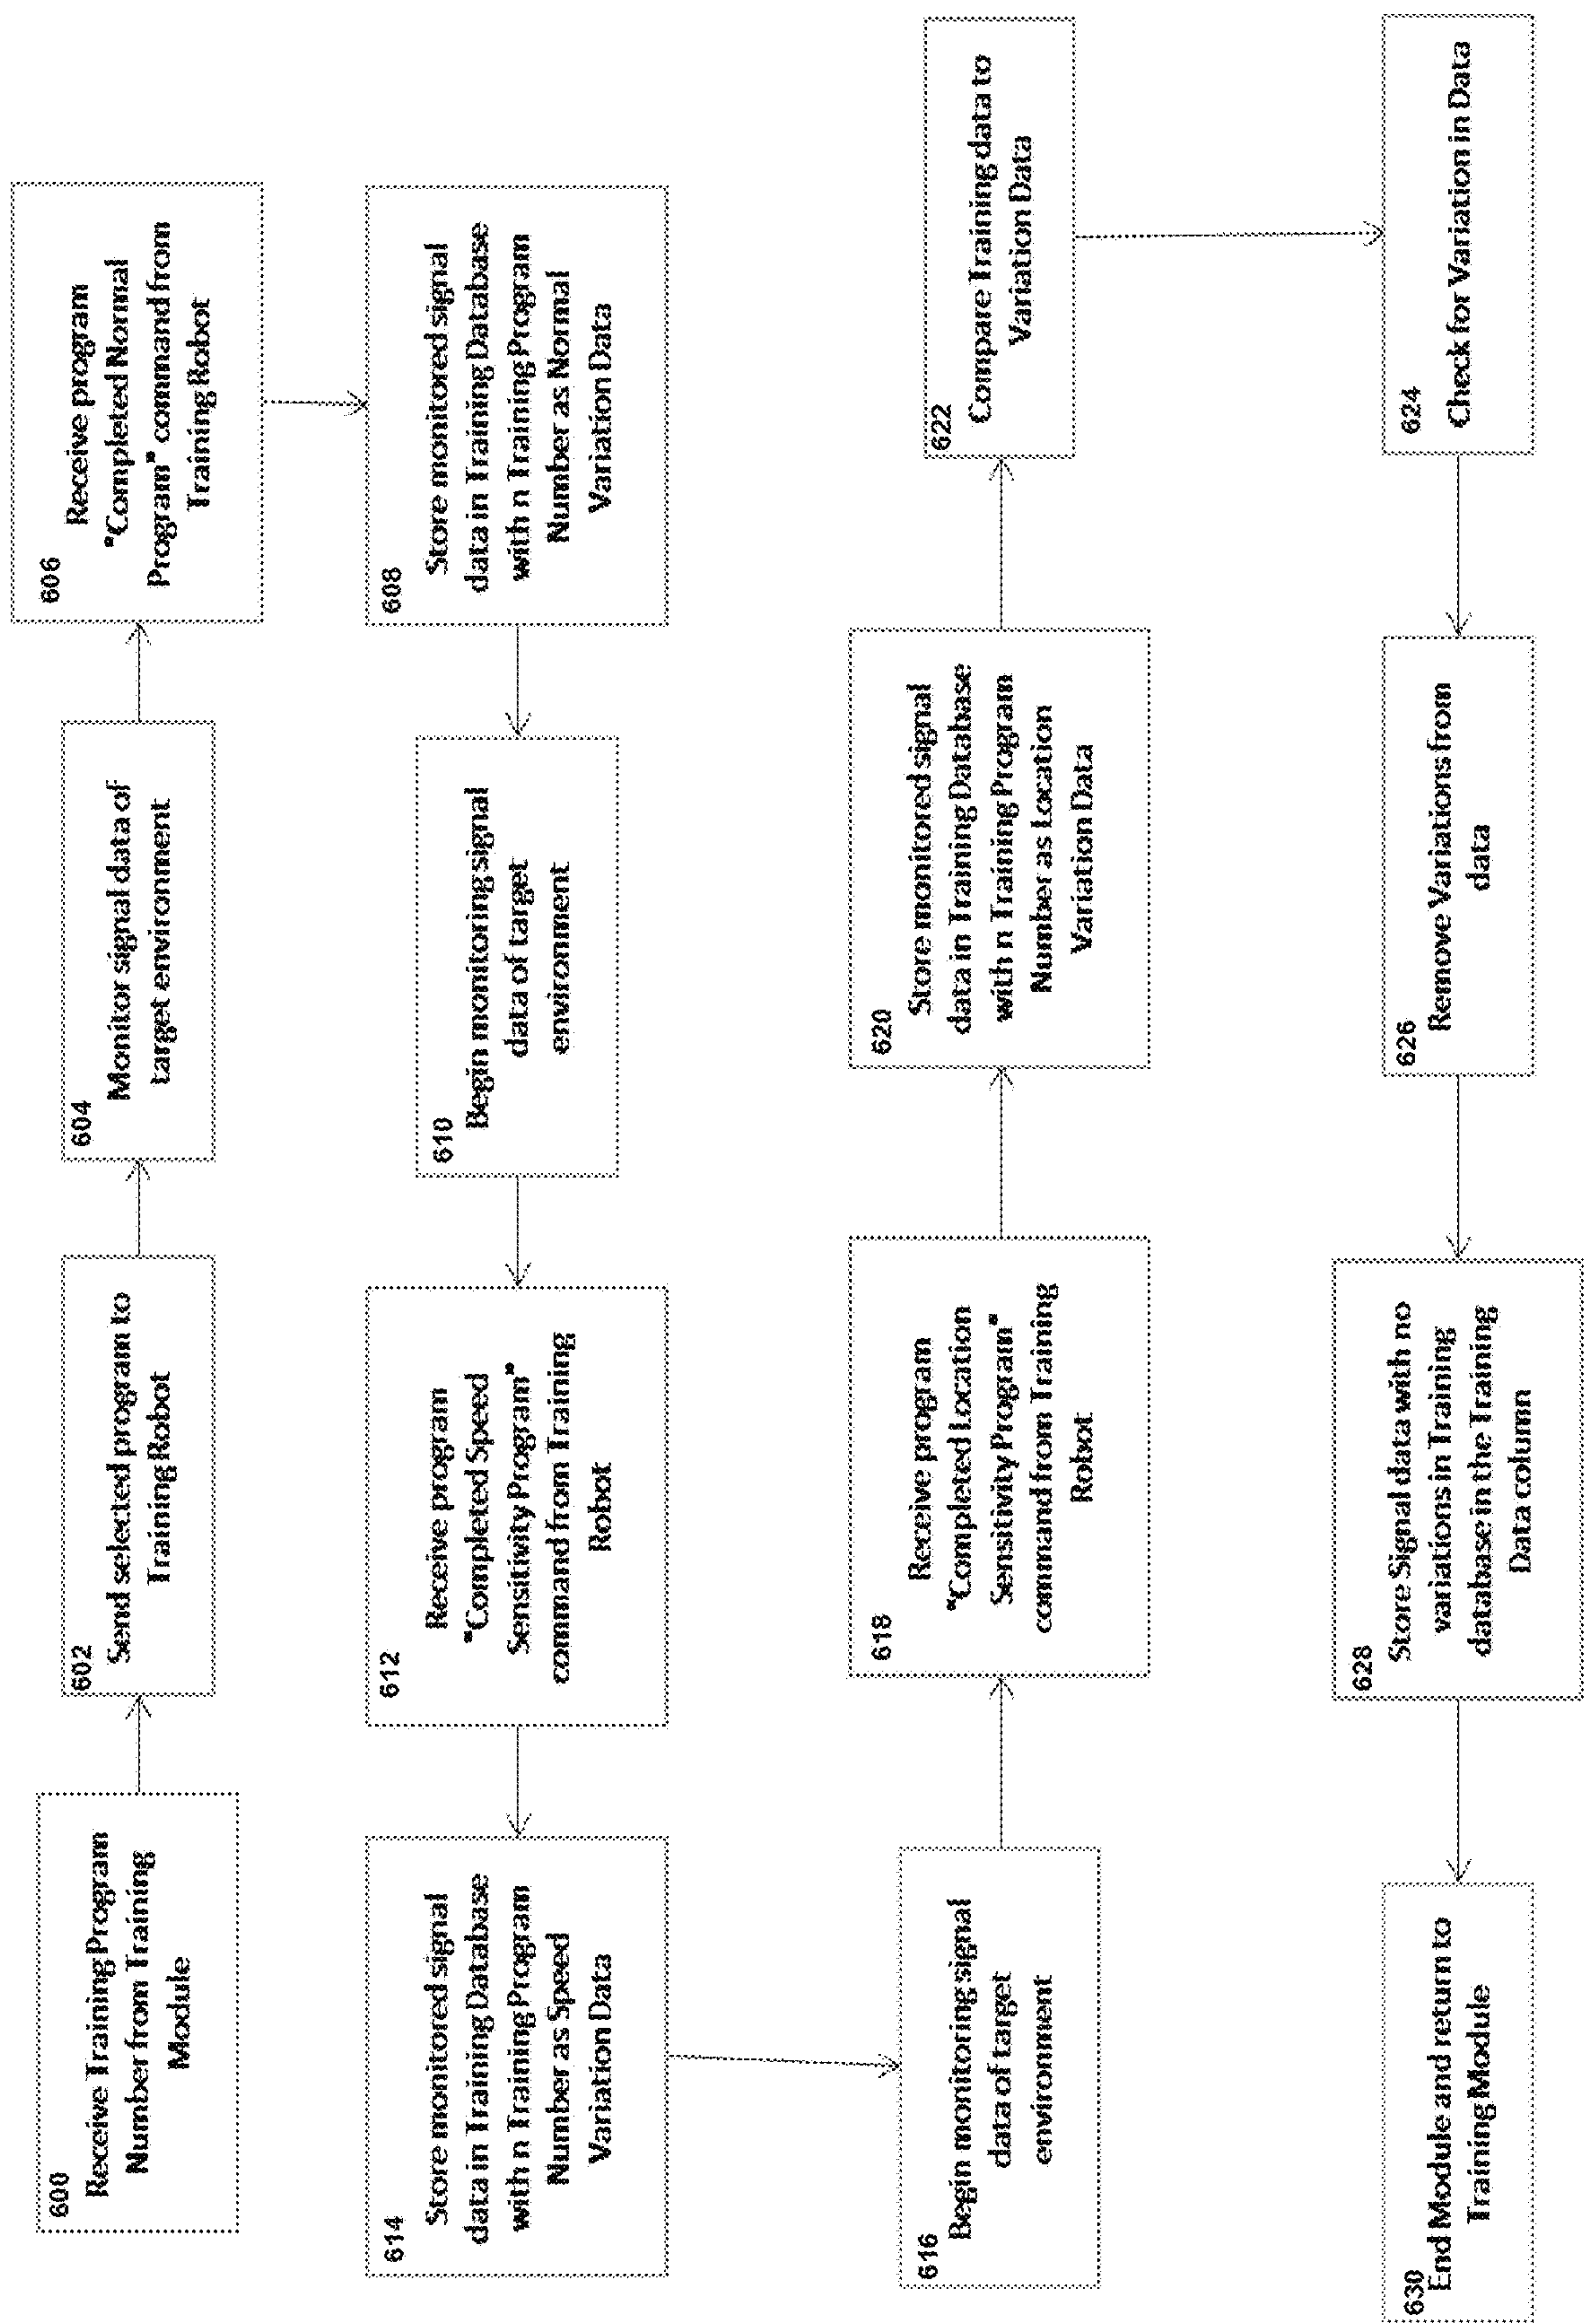 600
Receive Training Program
Number from Training
Module
602
Send selected program to
Training Robot
604
Monitor signal data of
target environment
606
Receive program
"Completed Normal
Program" command from
Training Robot
608
Store monitored signal
data in Training Database
with n Training Program
Number as Normal
Variation Data
610
Begin monitoring signal
data of target
environment
612
Receive program
"Completed Speed
Sensitivity Program"
command from Training
Robot
614
Store monitored signal
data in Training Database
with n Training Program
Number as Speed
Variation Data
616
Begin monitoring signal
data of target
environment
618
Receive program
"Completed Location
Sensitivity Program"
command from Training
Robot
620
Store monitored signal
data in Training Database
with n Training Program
Number as Location
Variation Data
622
Compare Training data to
Variation Data
624
Check for Variation in Data
626
Remove Variations from
data
628
Store Signal data with no
variations in Training
database in the Training
Data column
630
End Module and return to
Training Module